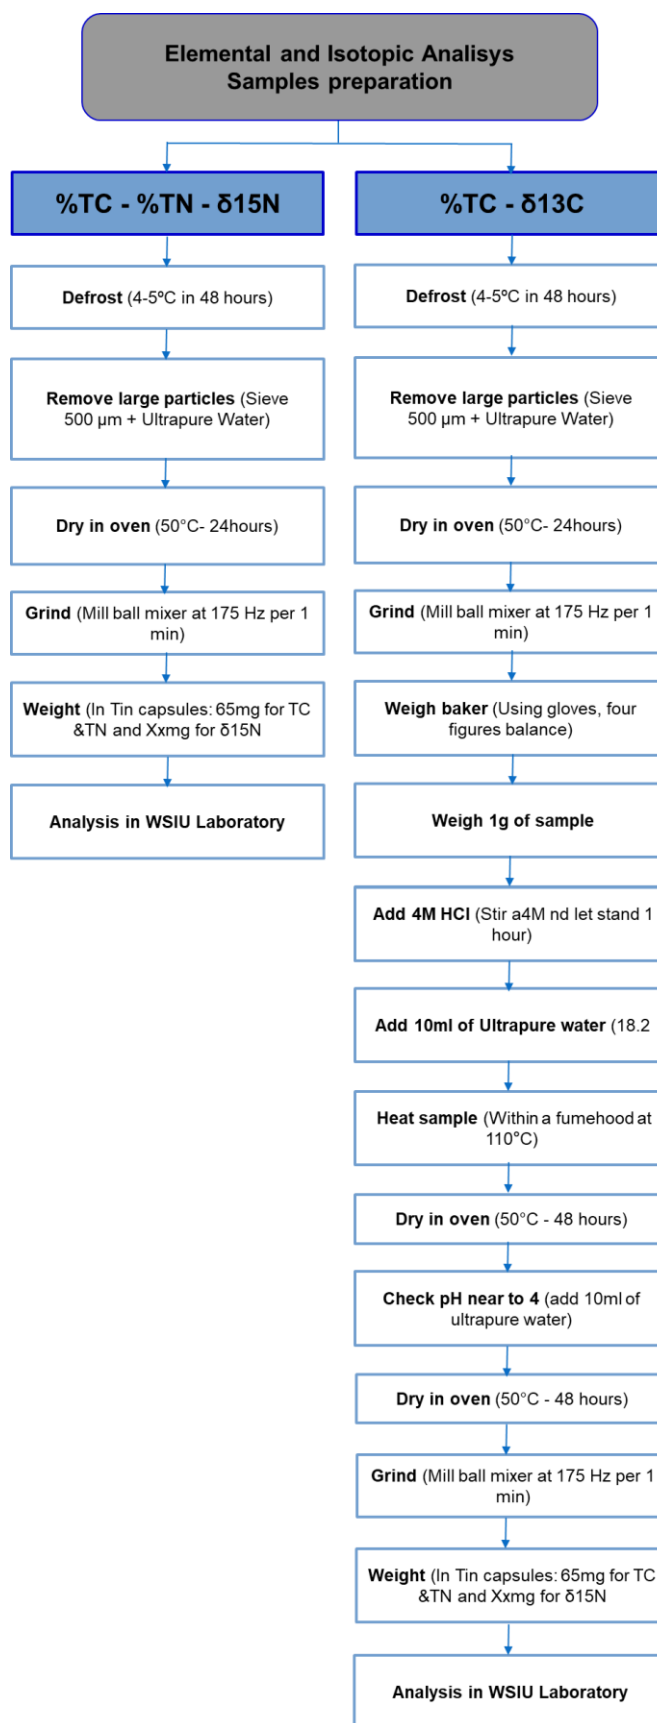 Elemental and Isotopic Analisys
Samples preparation
%TC - %TN - δ15N
Defrost (4-5ºC in 48 hours)
Remove large particles (Sieve
500 µm + Ultrapure Water)
Dry in oven (50°C- 24hours)
Grind (Mill ball mixer at 175 Hz per 1
min)
Weight (In Tin capsules: 65mg for TC
&TN and Xxmg for δ15N
Analysis in WSIU Laboratory
%TC - δ13C
Defrost (4-5ºC in 48 hours)
Remove large particles (Sieve
500 µm + Ultrapure Water)
Dry in oven (50°C- 24hours)
Grind (Mill ball mixer at 175 Hz per 1
min)
Weigh baker (Using gloves, four
figures balance)
Weigh 1g of sample
Add 4M HCl (Stir a4M nd let stand 1
hour)
Add 10ml of Ultrapure water (18.2
Heat sample (Within a fumehood at
110°C)
Dry in oven (50°C - 48 hours)
Check pH near to 4 (add 10ml of
ultrapure water)
Dry in oven (50°C - 48 hours)
Grind (Mill ball mixer at 175 Hz per 1
min)
Weight (In Tin capsules: 65mg for TC
&TN and Xxmg for δ15N
Analysis in WSIU Laboratory